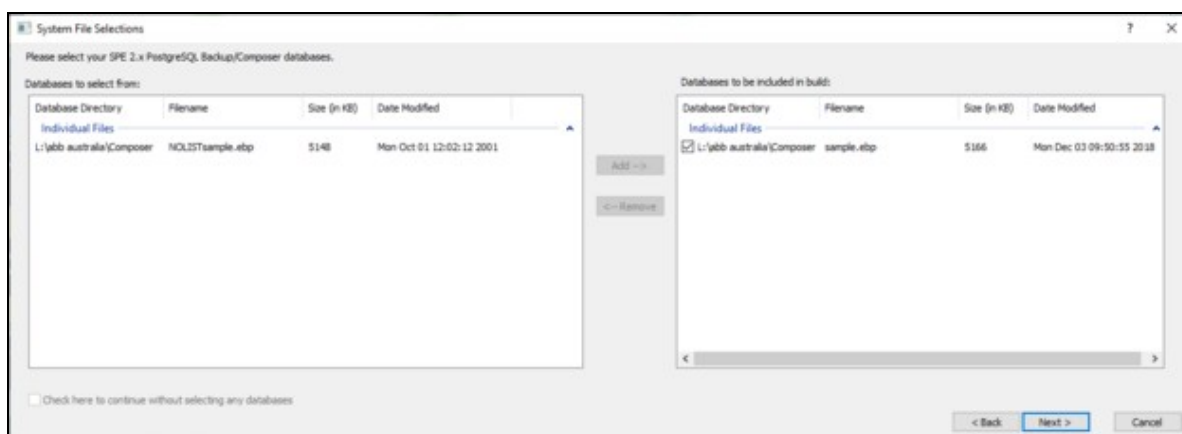 System File Selections
?
Please select your SPE 2.x PostgreSQL Backup/Composer databases.
Databases to select from:
Database Directory Filename Size (in KB) Date Modified
Individual Files
L:\abb australia\Composer NOLISTsample.ebp 5148 Mon Oct 01 12:02:12 2001
Add -->
<-- Remove
Databases to be included in build:
Database Directory Filename Size (in KB) Date Modified
Individual Files
L:\abb australia\Composer sample.ebp 5166 Mon Dec 03 09:50:55 2018
Check here to continue without selecting any databases
< Back Next > Cancel